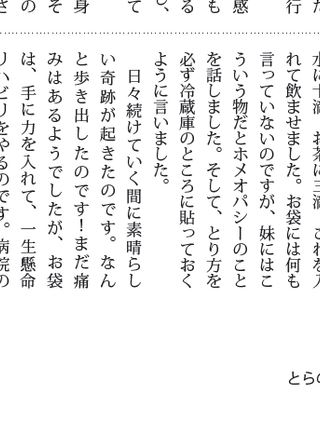 行
感
も
る
て
身
そ
の
水に十滴、お茶に三滴、これを入
れて飲ませました。お袋には何も
言っていないのですが、妹にはこ
ういう物だとホメオパシーのこと
を話しました。そして、とり方を
必ず冷蔵庫のところに貼っておく
ように言いました。
日々続けていく間に素晴らし
い奇跡が起きたのです。なん
と歩き出したのです！まだ痛
みはあるようでしたが、お袋
は、手に力を入れて、一生懸命
リハビリをやるのです。病院の
とらの